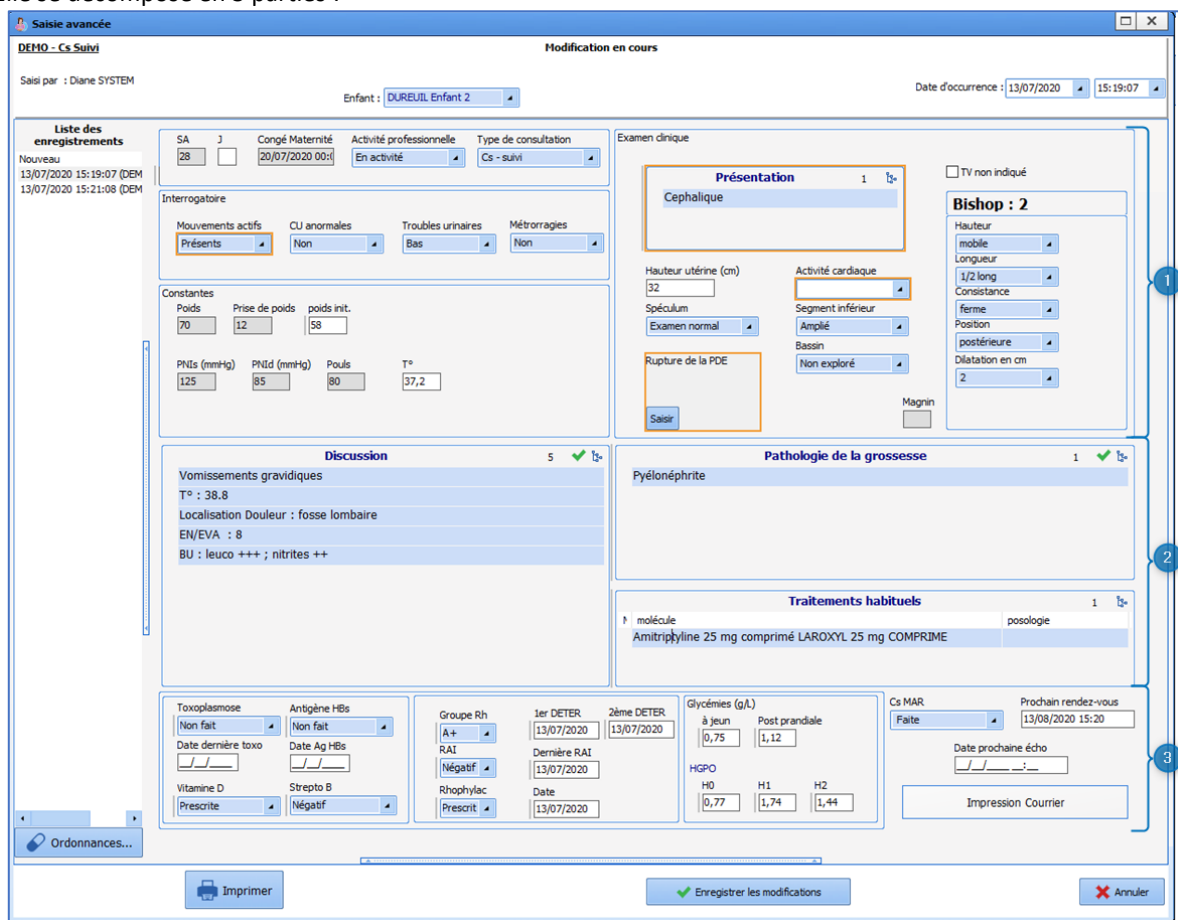 Saisie avancée
DEMO - Cs Suivi
Modification en cours
Saisi par : Diane SYSTEM
Enfant : DUREUIL Enfant 2
Date d'occurrence : 13/07/2020 15:19:07
Liste des
enregistrements
Nouveau
13/07/2020 15:19:07 (DEM
13/07/2020 15:21:08 (DEM
SA J Congé Maternité Activité professionnelle Type de consultation
28 20/07/2020 00:( En activité Cs - suivi
Interrogatoire
Mouvements actifs CU anormales Troubles urinaires Métrorragies
Présents Non Bas Non
Constantes
Poids Prise de poids poids init.
70 12 58
PNIs (mmHg) PNId (mmHg) Pouls T°
125 85 80 37,2
Examen clinique
Présentation 1
Cephalique
Hauteur utérine (cm) Activité cardiaque
32
Spéculum Segment inférieur
Examen normal Amplié
Bassin
Rupture de la PDE Non exploré
Saisir
Magnin
TV non indiqué
Bishop : 2
Hauteur
mobile
Longueur
1/2 long
Consistance
ferme
Position
postérieure
Dilatation en cm
2
1
Discussion 5
Vomissements gravidiques
T° : 38.8
Localisation Douleur : fosse lombaire
EN/EVA : 8
BU : leuco +++ ; nitrites ++
Pathologie de la grossesse 1
Pyélonéphrite
Traitements habituels 1
molécule posologie
Amitriptyline 25 mg comprimé LAROXYL 25 mg COMPRIME
2
Toxoplasmose Antigène HBs
Non fait Non fait
Date dernière toxo Date Ag HBs
__/__/____ __/__/____
Vitamine D Strepto B
Prescrite Négatif
Groupe Rh 1er DETER 2ème DETER
A+ 13/07/2020 13/07/2020
RAI Dernière RAI
Négatif 13/07/2020
Rhophylac Date
Prescrit 13/07/2020
Glycémies (g/L)
à jeun Post prandiale
0,75 1,12
HGPO
H0 H1 H2
0,77 1,74 1,44
Cs MAR Prochain rendez-vous
Faite 13/08/2020 15:20
Date prochaine écho
__/__/____ __:__
Impression Courrier
3
Ordonnances...
Imprimer
Enregistrer les modifications
Annuler